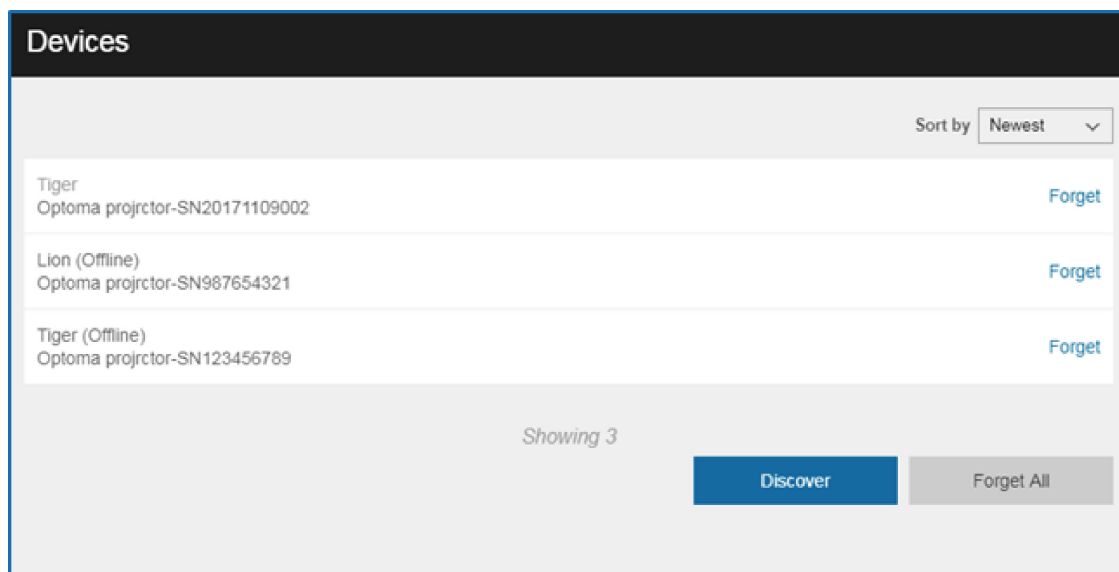 Devices
Sort by Newest
Tiger
Optoma projrctor-SN20171109002
Forget
Lion (Offline)
Optoma projrctor-SN987654321
Forget
Tiger (Offline)
Optoma projrctor-SN123456789
Forget
Showing 3
Discover
Forget All